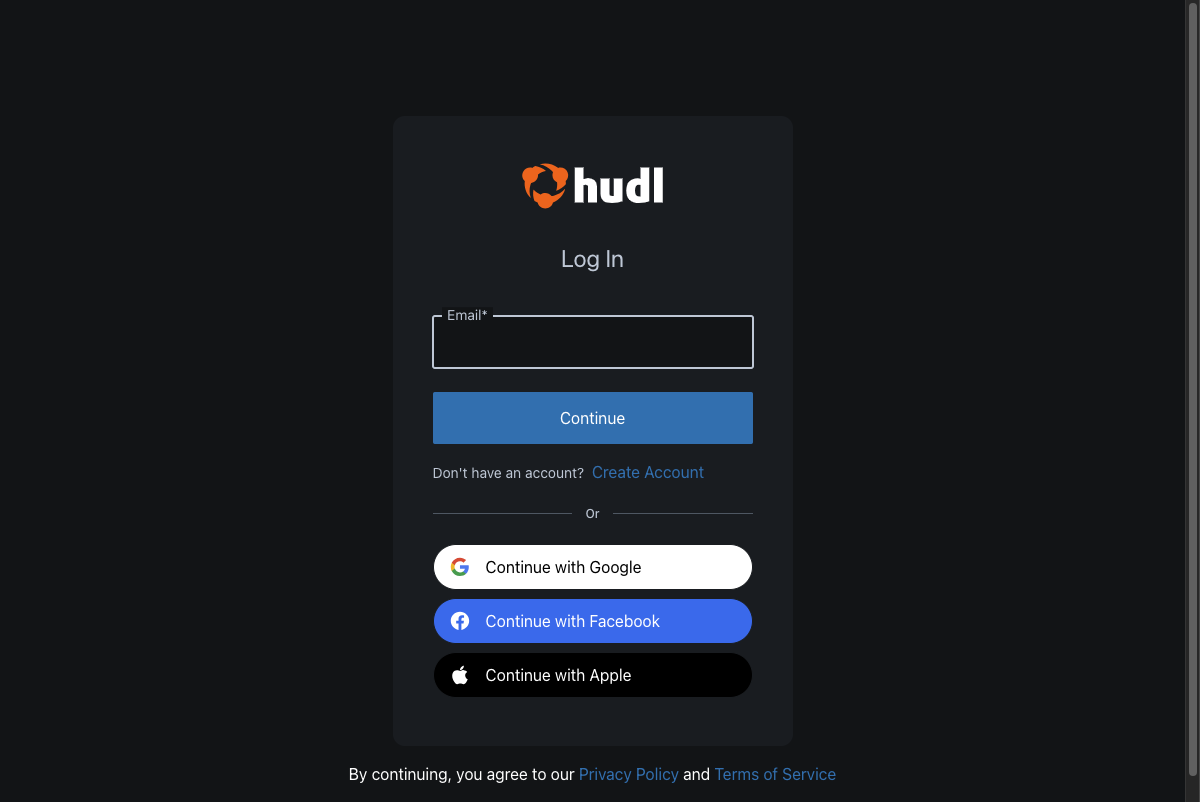 hudl
Log In
Email*
Continue
Don't have an account? Create Account
Or
Continue with Google
Continue with Facebook
Continue with Apple
By continuing, you agree to our Privacy Policy and Terms of Service